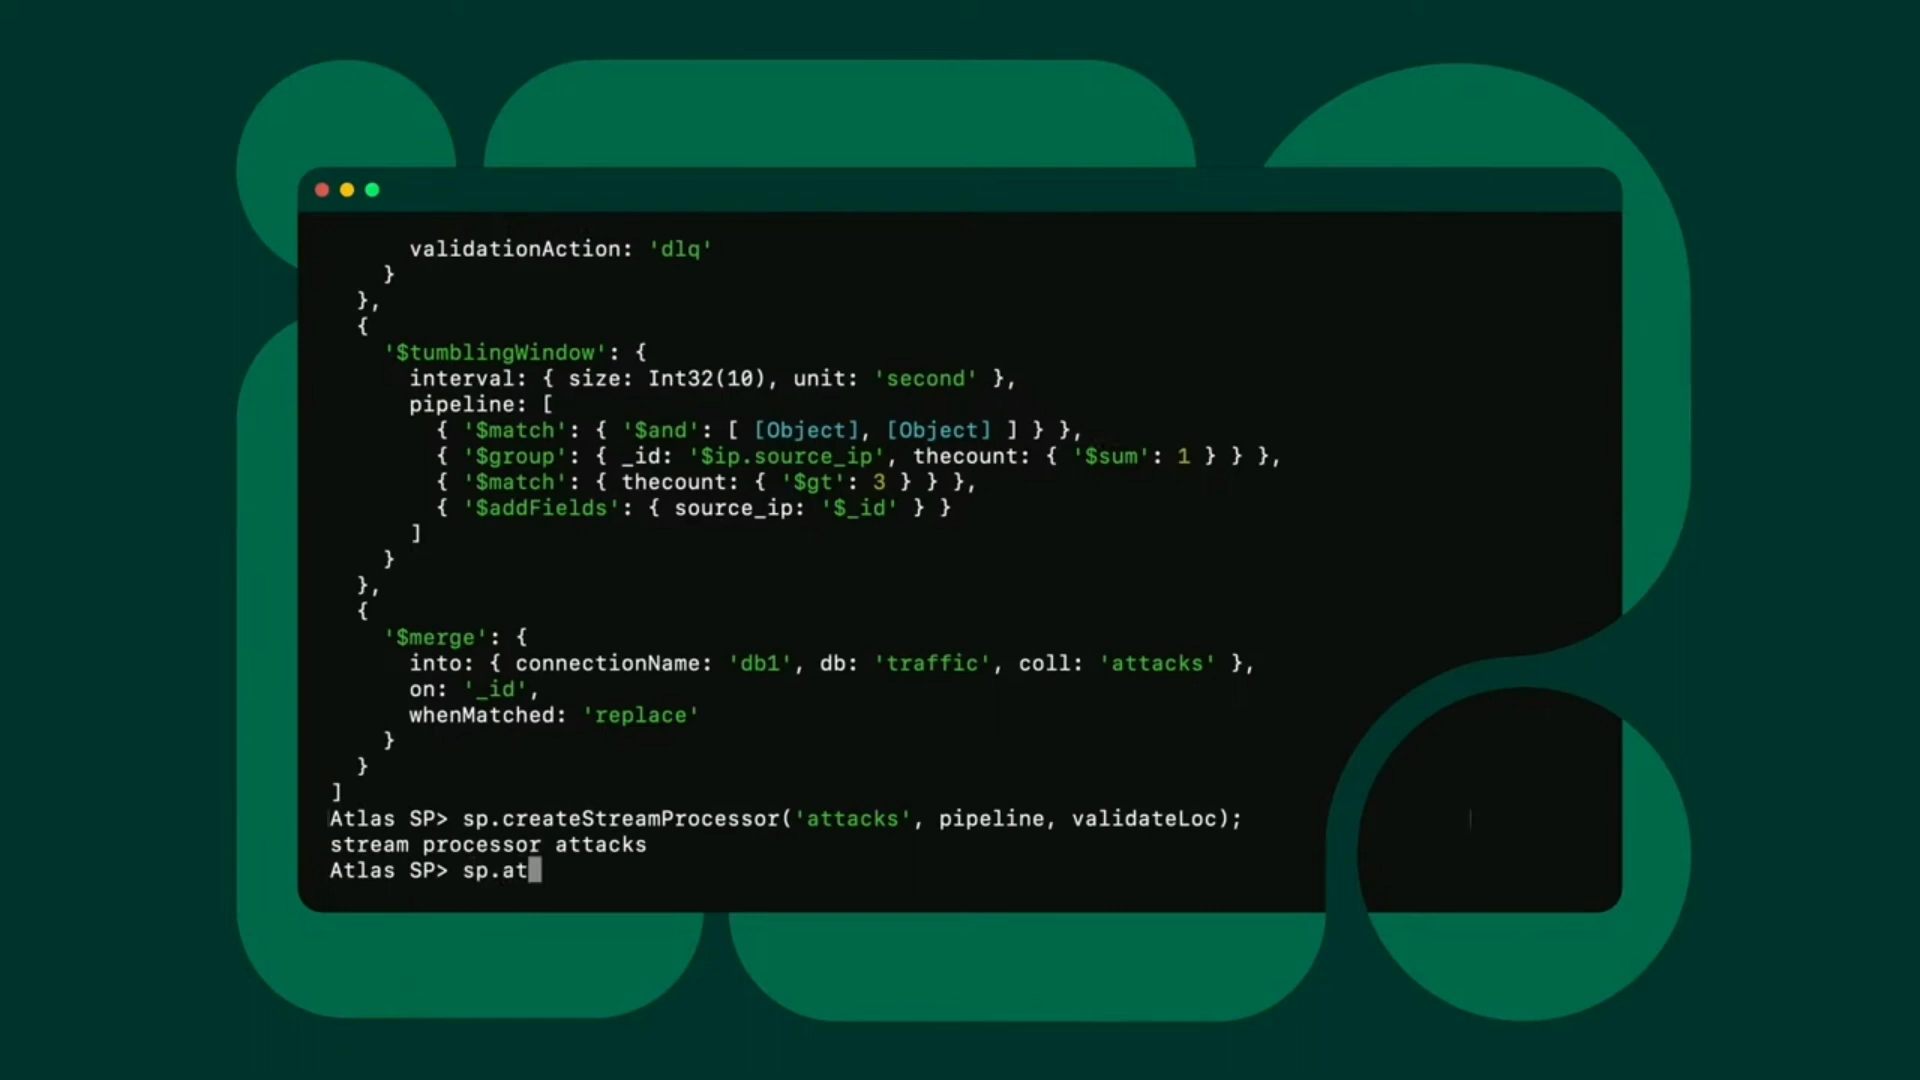 validationAction: 'dlq'
}
},
{
'$tumblingWindow': {
interval: { size: Int32(10), unit: 'second' },
pipeline: [
{ '$match': { '$and': [ [Object], [Object] ] } },
{ '$group': { _id: '$ip.source_ip', thecount: { '$sum': 1 } } },
{ '$match': { thecount: { '$gt': 3 } } },
{ '$addFields': { source_ip: '$_id' } }
]
}
},
{
'$merge': {
into: { connectionName: 'db1', db: 'traffic', coll: 'attacks' },
on: '_id',
whenMatched: 'replace'
}
}
]
Atlas SP> sp.createStreamProcessor('attacks', pipeline, validateLoc);
stream processor attacks
Atlas SP> sp.at